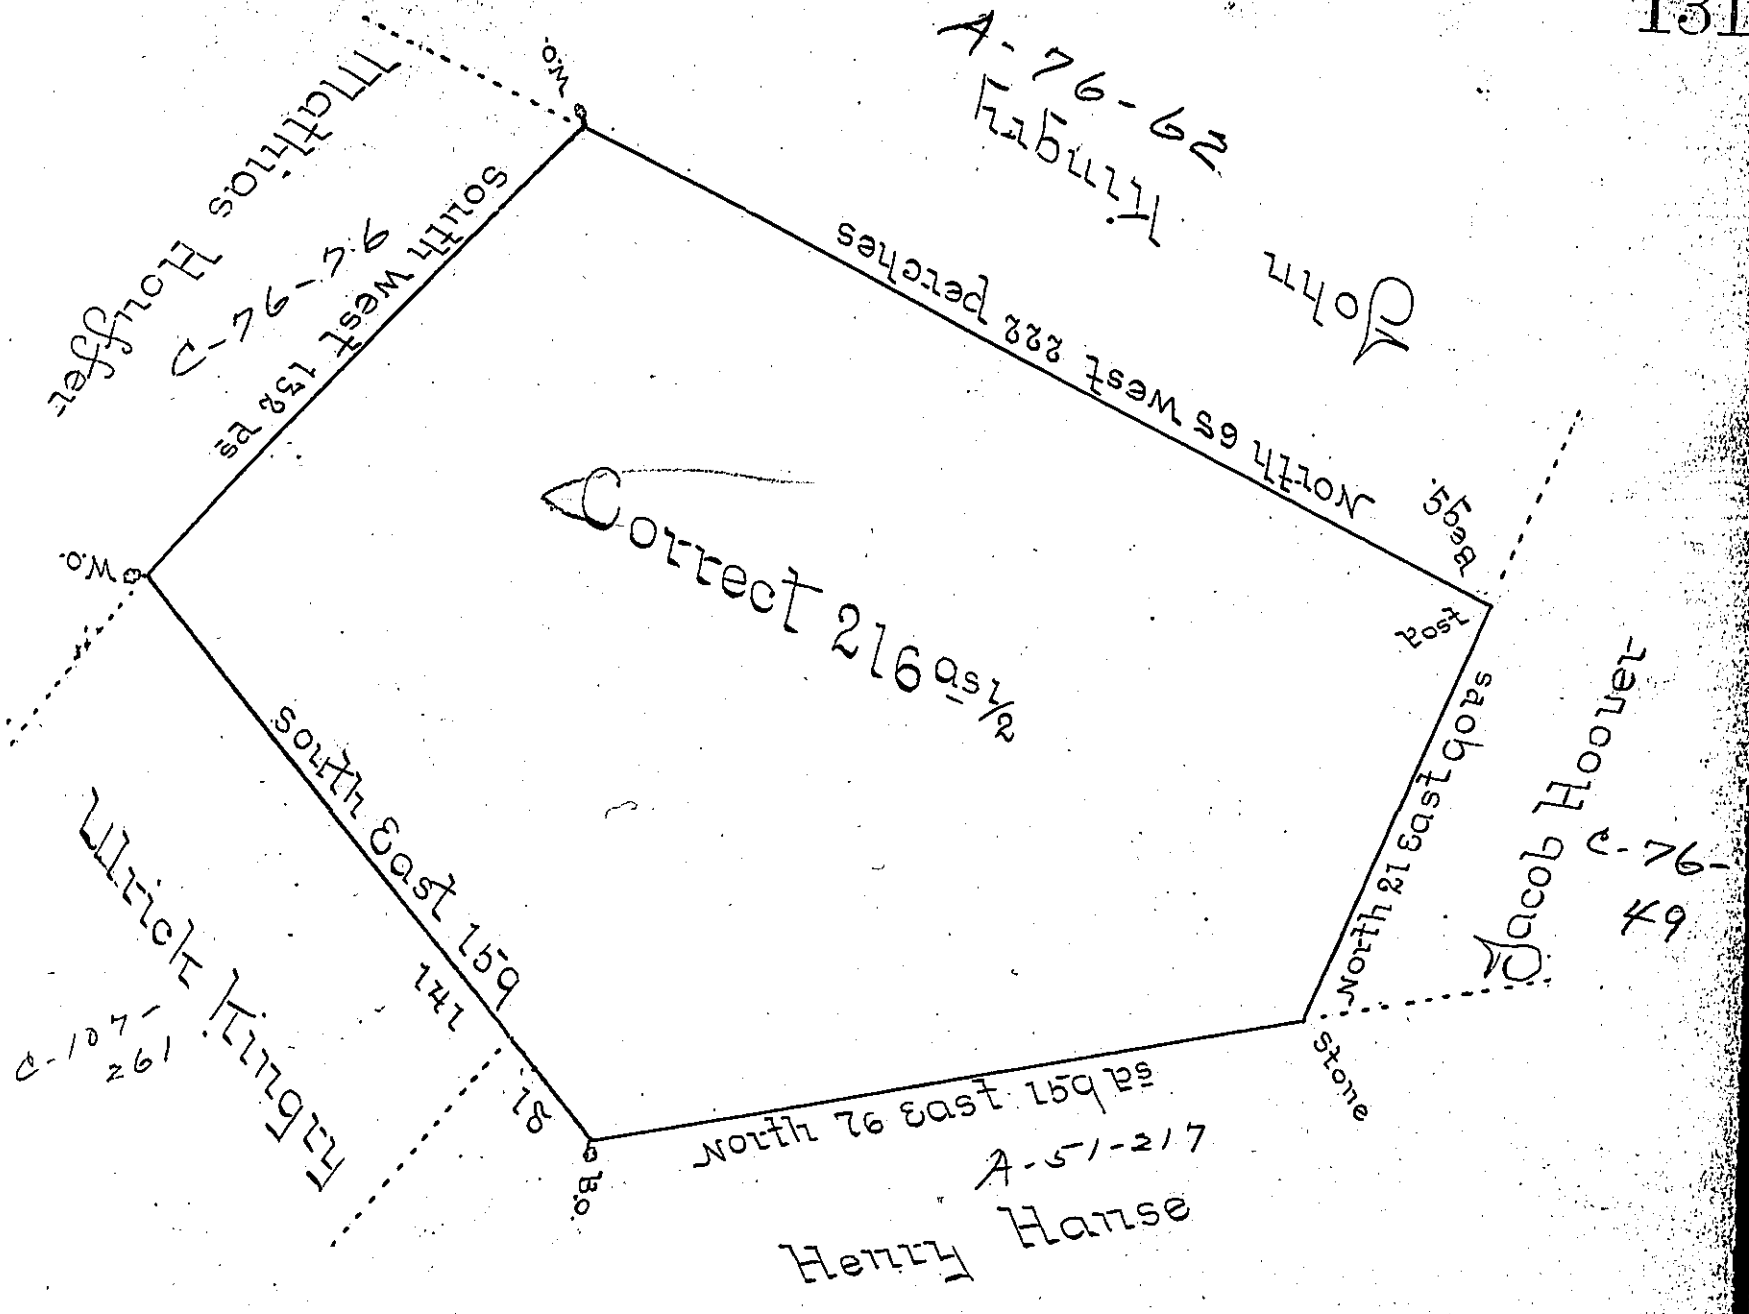 131
A-76-62
John Kingry
W.O.
Mathias Houffer
C-76-76
South West 132 ps
North 65 West 222 perches
Begg.
Post
W.O.
Correct 216 as 1/2
North 21 East 90 as
Jacob Hoover
C-76-
49
South East 159
141
18
Ulrich Kingry
C-107-
261
B.O.
North 76 East 159 ps
Stone
A-51-217
Henry Hanse